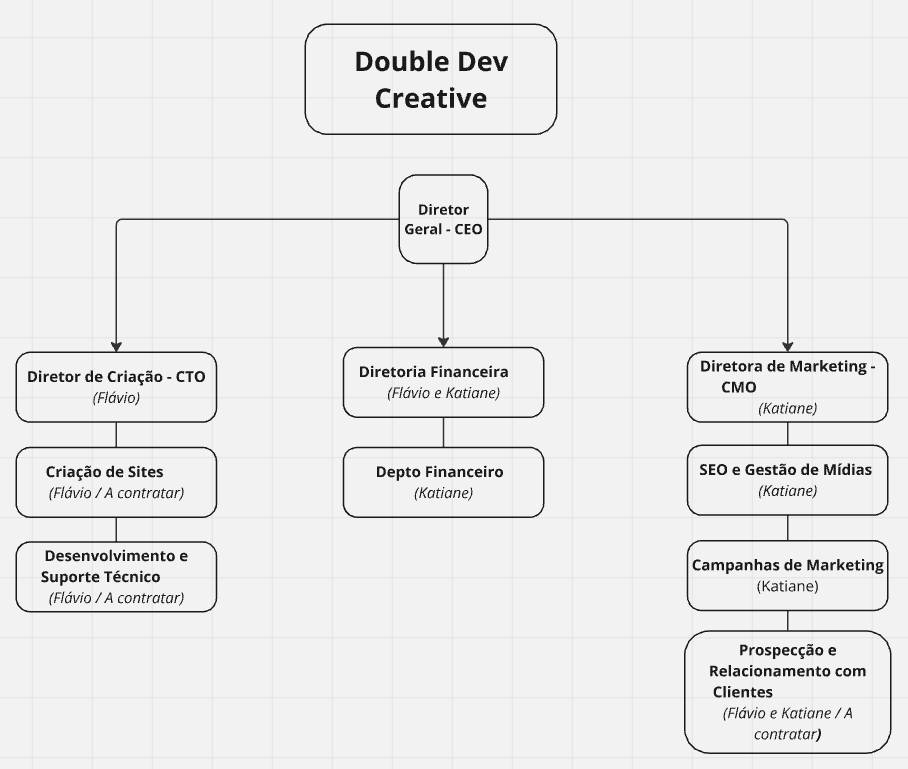 Double Dev
Creative
Diretor
Geral - CEO
Diretor de Criação - CTO
(Flávio)
Criação de Sites
(Flávio / A contratar)
Desenvolvimento e
Suporte Técnico
(Flávio / A contratar)
Diretoria Financeira
(Flávio e Katiane)
Depto Financeiro
(Katiane)
Diretora de Marketing -
CMO
(Katiane)
SEO e Gestão de Mídias
(Katiane)
Campanhas de Marketing
(Katiane)
Prospecção e
Relacionamento com
Clientes
(Flávio e Katiane / A
contratar)